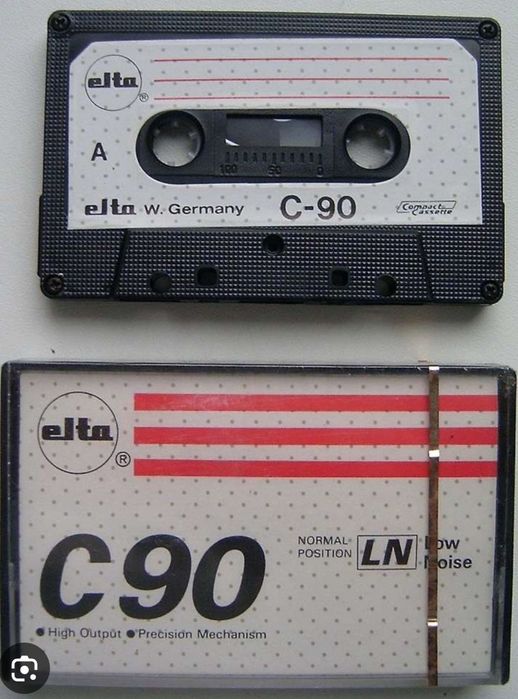 elta
®
A
100 50 0
elta W. Germany C-90 Compact Cassette
elta
®
C90
NORMAL POSITION LN Low Noise
● High Output ● Precision Mechanism